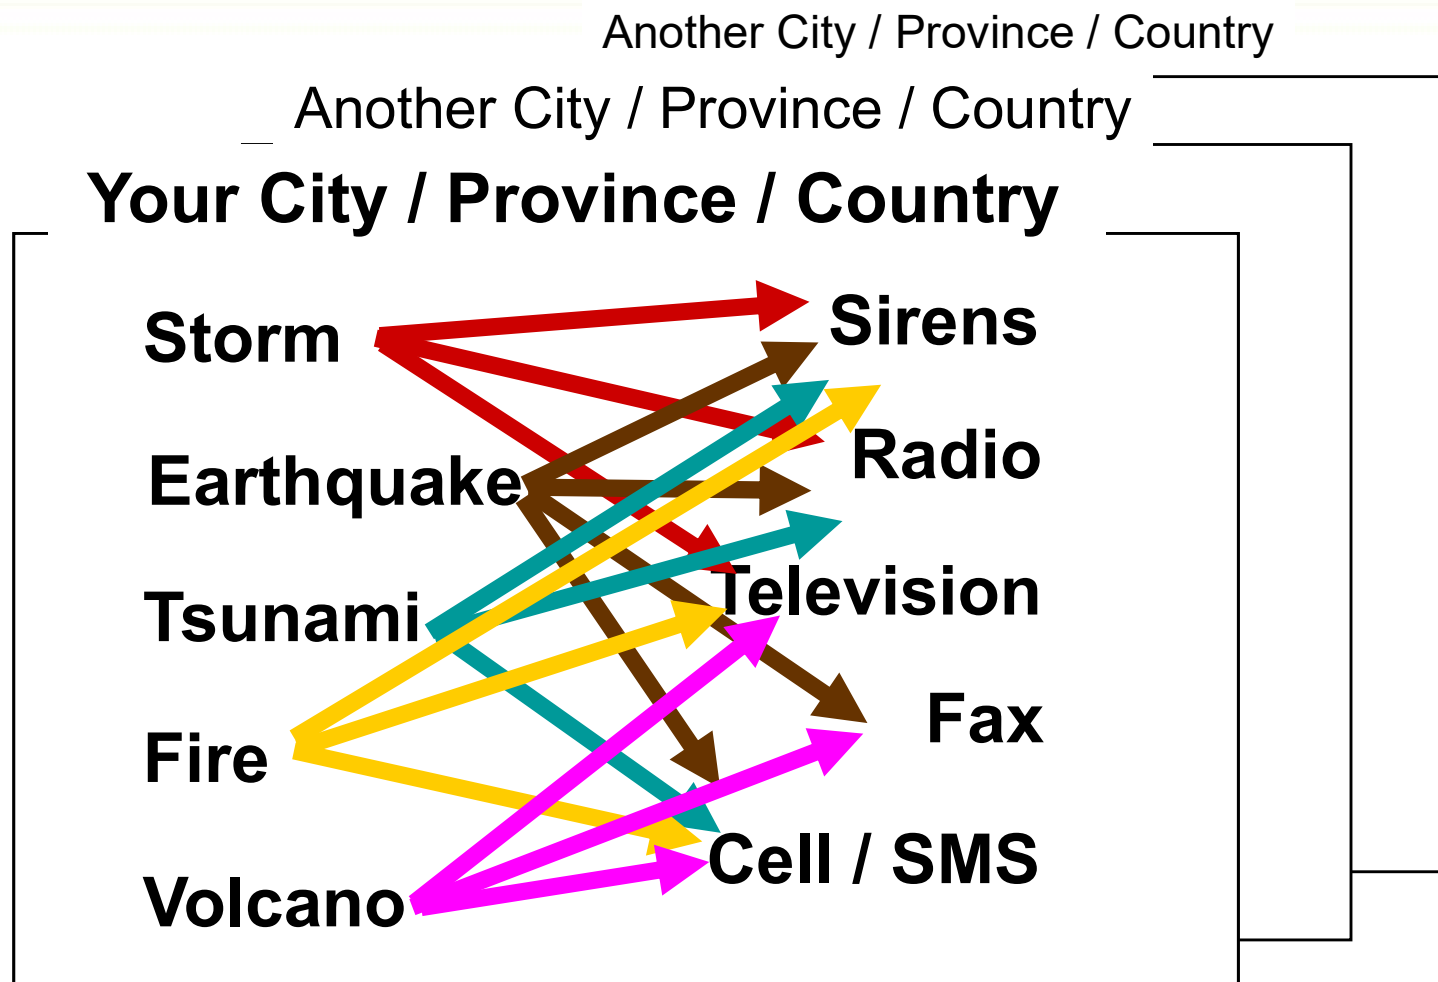 Another City / Province / Country
Another City / Province / Country
Your City / Province / Country
Storm
Sirens
Earthquake
Radio
Tsunami
Television
Fire
Fax
Volcano
Cell / SMS